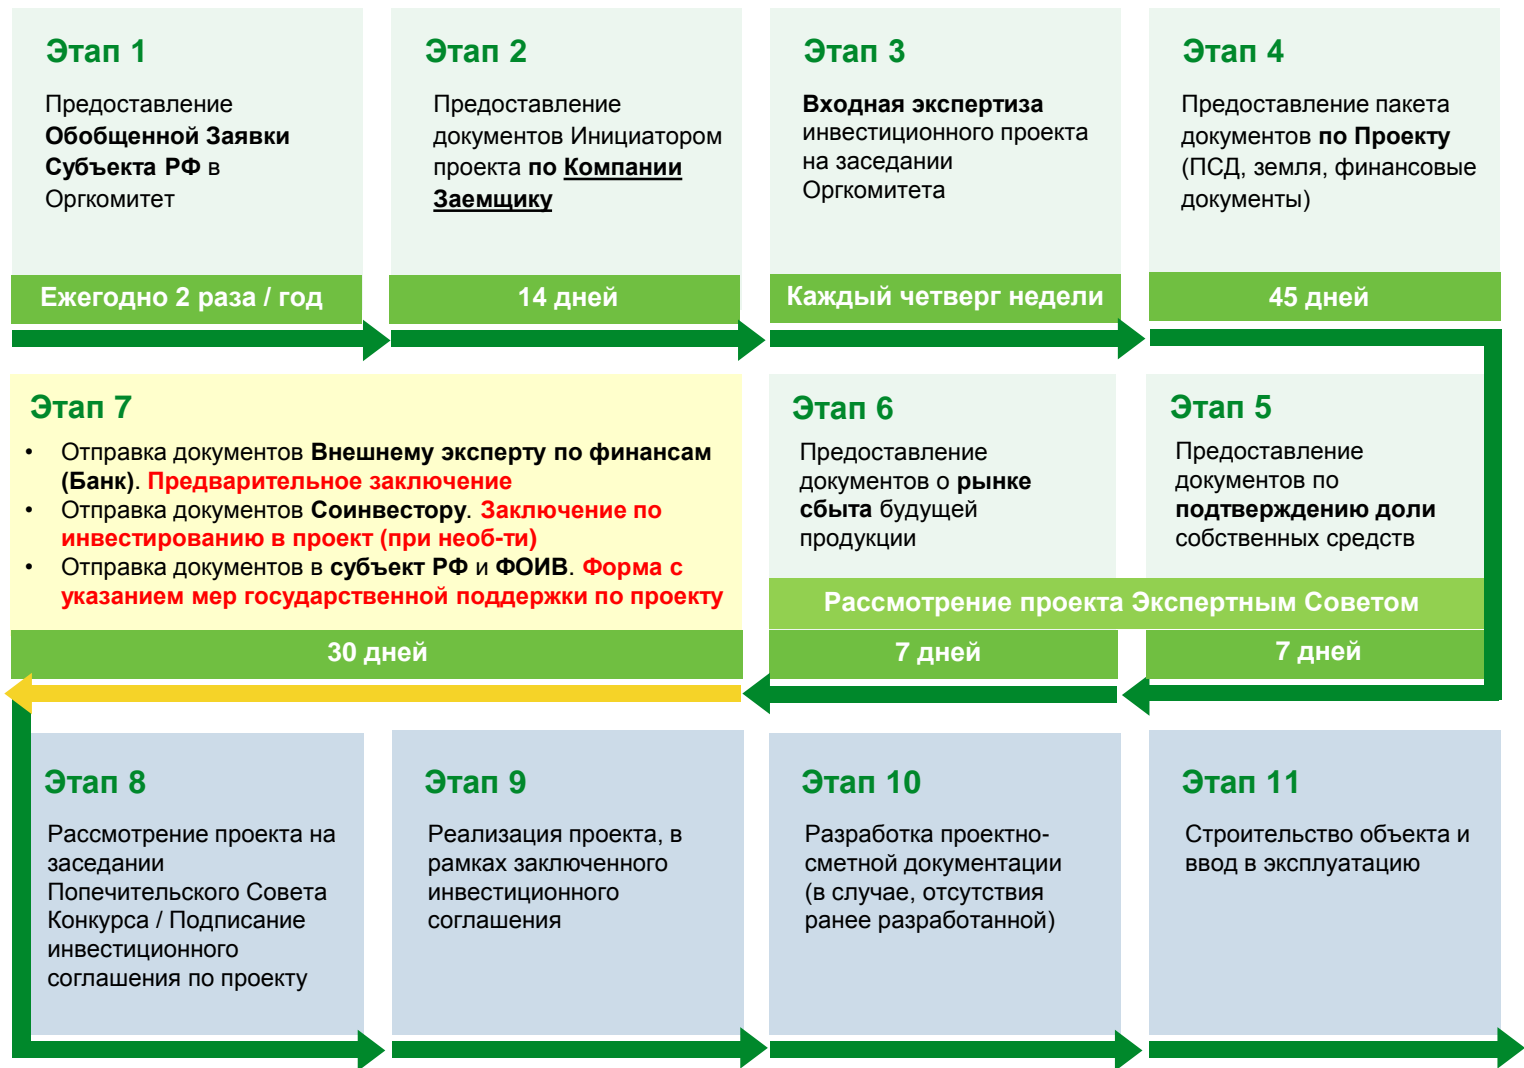 Этап 1
Предоставление
Обобщенной Заявки
Субъекта РФ в
Оргкомитет
Ежегодно 2 раза / год
Этап 2
Предоставление
документов Инициатором
проекта по Компании
Заемщику
14 дней
Этап 3
Входная экспертиза
инвестиционного проекта
на заседании
Оргкомитета
Каждый четверг недели
Этап 4
Предоставление пакета
документов по Проекту
(ПСД, земля, финансовые
документы)
45 дней
Этап 5
Предоставление
документов по
подтверждению доли
собственных средств
Этап 6
Предоставление
документов о рынке
сбыта будущей
продукции
Рассмотрение проекта Экспертным Советом
7 дней
7 дней
Этап 7
• Отправка документов Внешнему эксперту по финансам
(Банк). Предварительное заключение
• Отправка документов Соинвестору. Заключение по
инвестированию в проект (при необ-ти)
• Отправка документов в субъект РФ и ФОИВ. Форма с
указанием мер государственной поддержки по проекту
30 дней
Этап 8
Рассмотрение проекта на
заседании
Попечительского Совета
Конкурса / Подписание
инвестиционного
соглашения по проекту
Этап 9
Реализация проекта, в
рамках заключенного
инвестиционного
соглашения
Этап 10
Разработка проектно-
сметной документации
(в случае, отсутствия
ранее разработанной)
Этап 11
Строительство объекта и
ввод в эксплуатацию